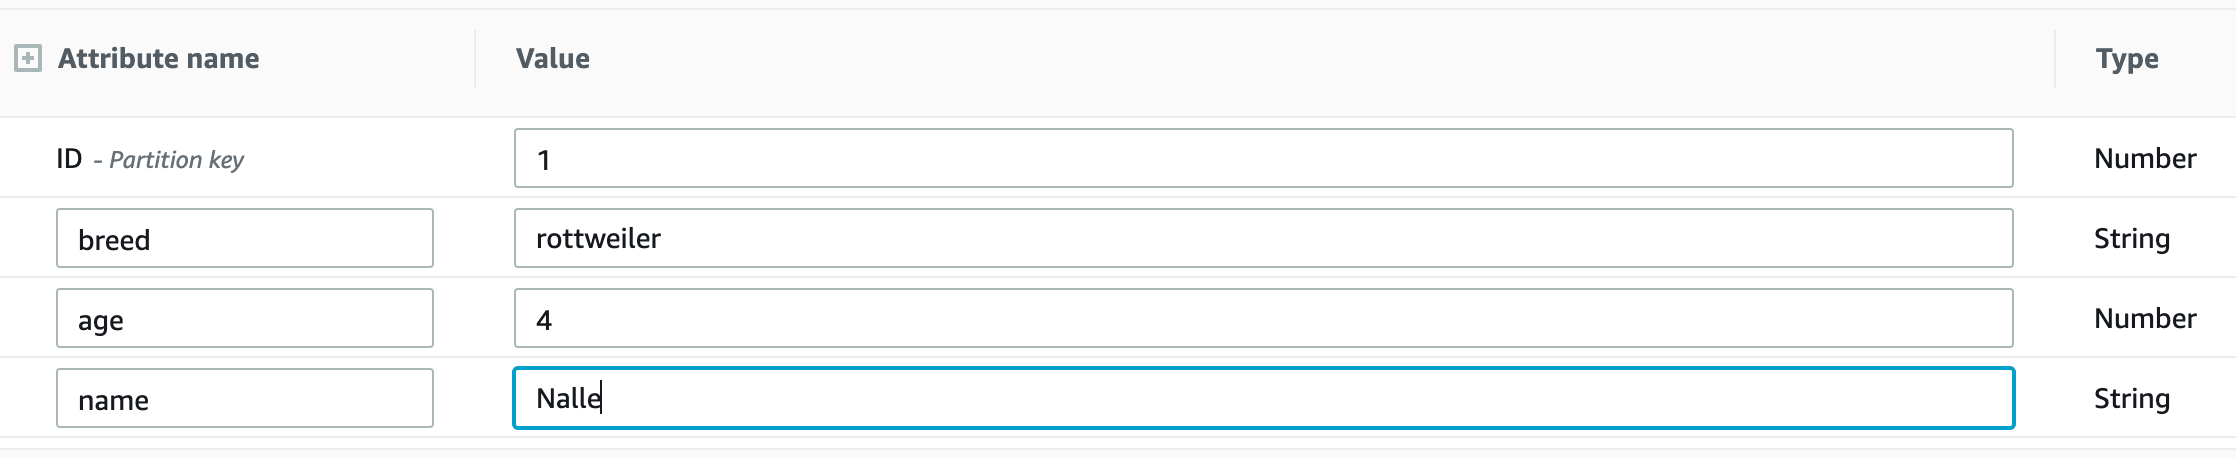 Attribute name Value Type
ID - Partition key 1 Number
breed rottweiler String
age 4 Number
name Nalle String